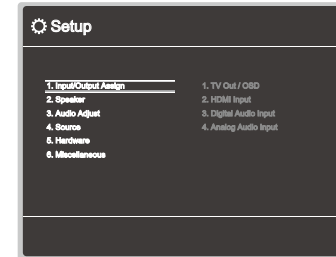 Setup
1. Input/Output Assign
2. Speaker
3. Audio Adjust
4. Source
5. Hardware
6. Miscellaneous
1. TV Out / OSD
2. HDMI Input
3. Digital Audio Input
4. Analog Audio Input